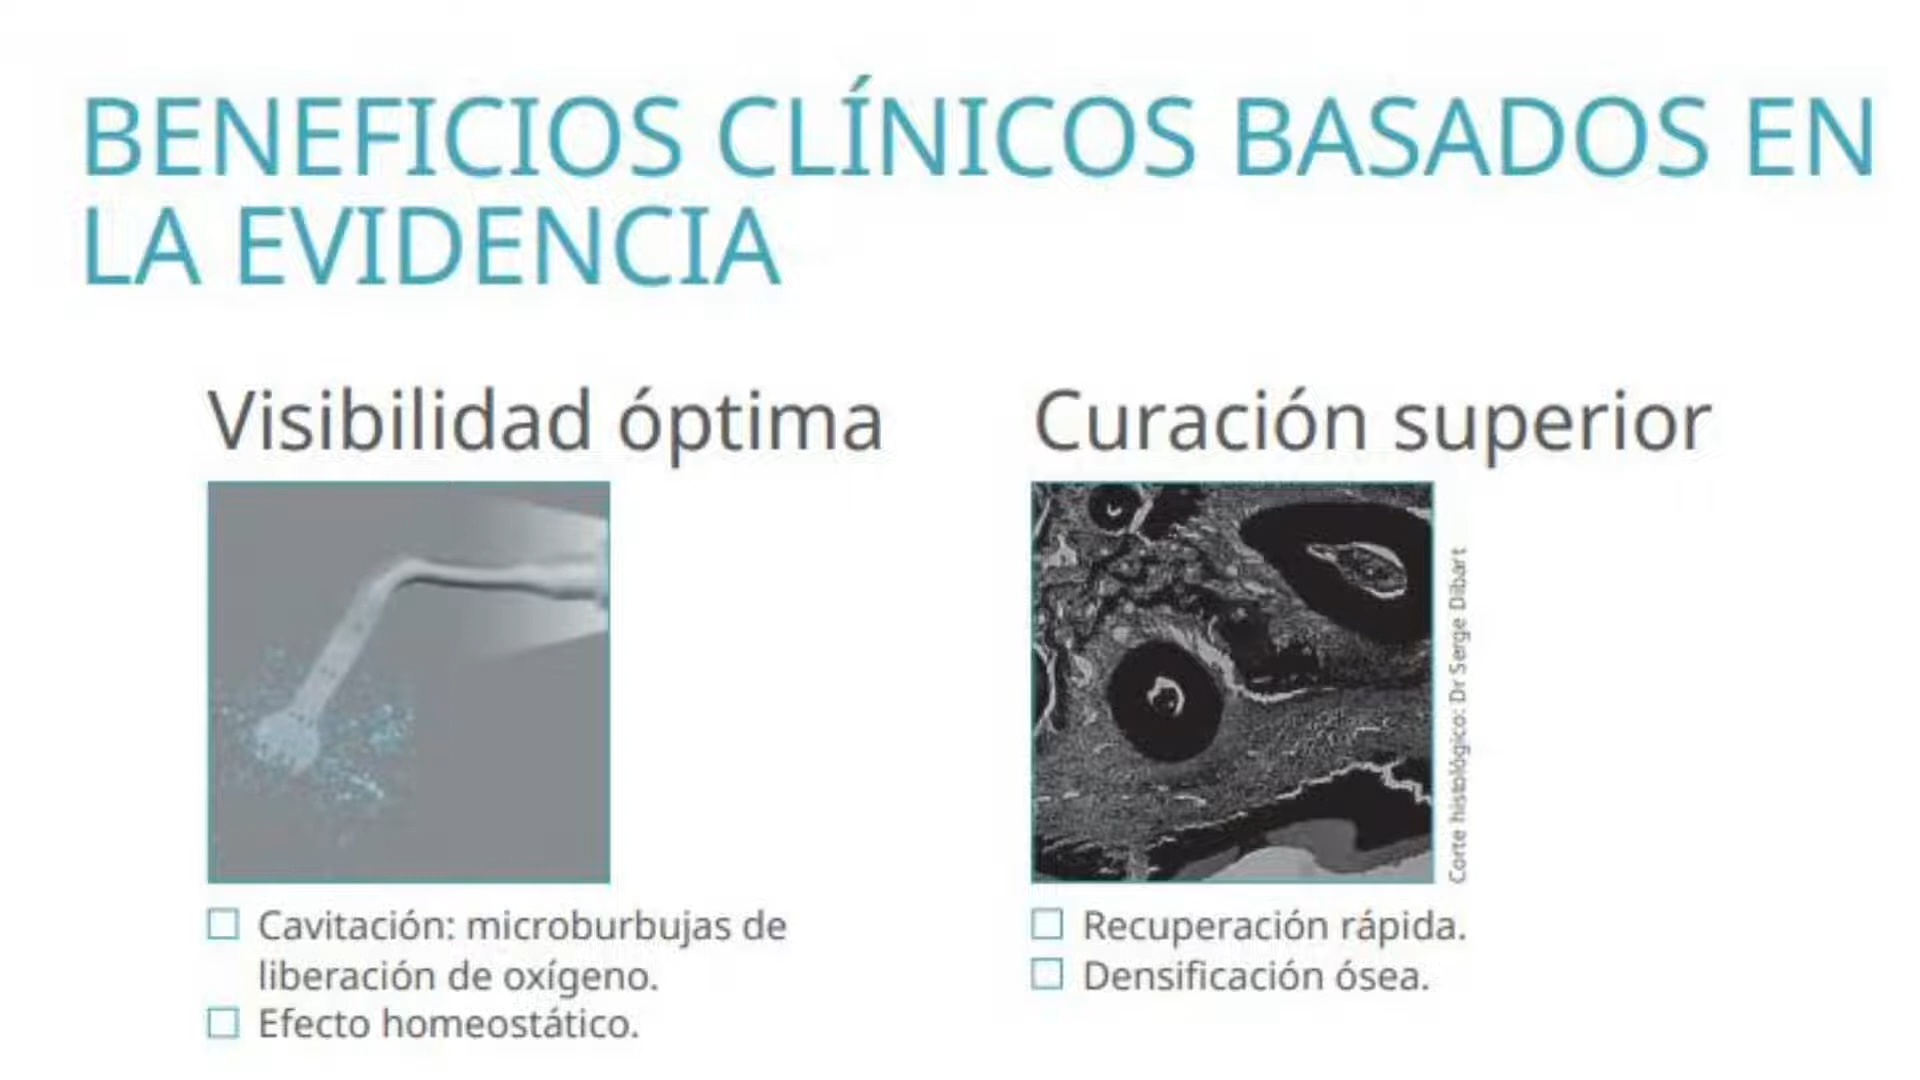 BENEFICIOS CLÍNICOS BASADOS EN
LA EVIDENCIA
Visibilidad óptima
Cavitación: microburbujas de
liberación de oxígeno.
Efecto homeostático.
Curación superior
Corte histológico: Dr Serge Dibart
Recuperación rápida.
Densificación ósea.